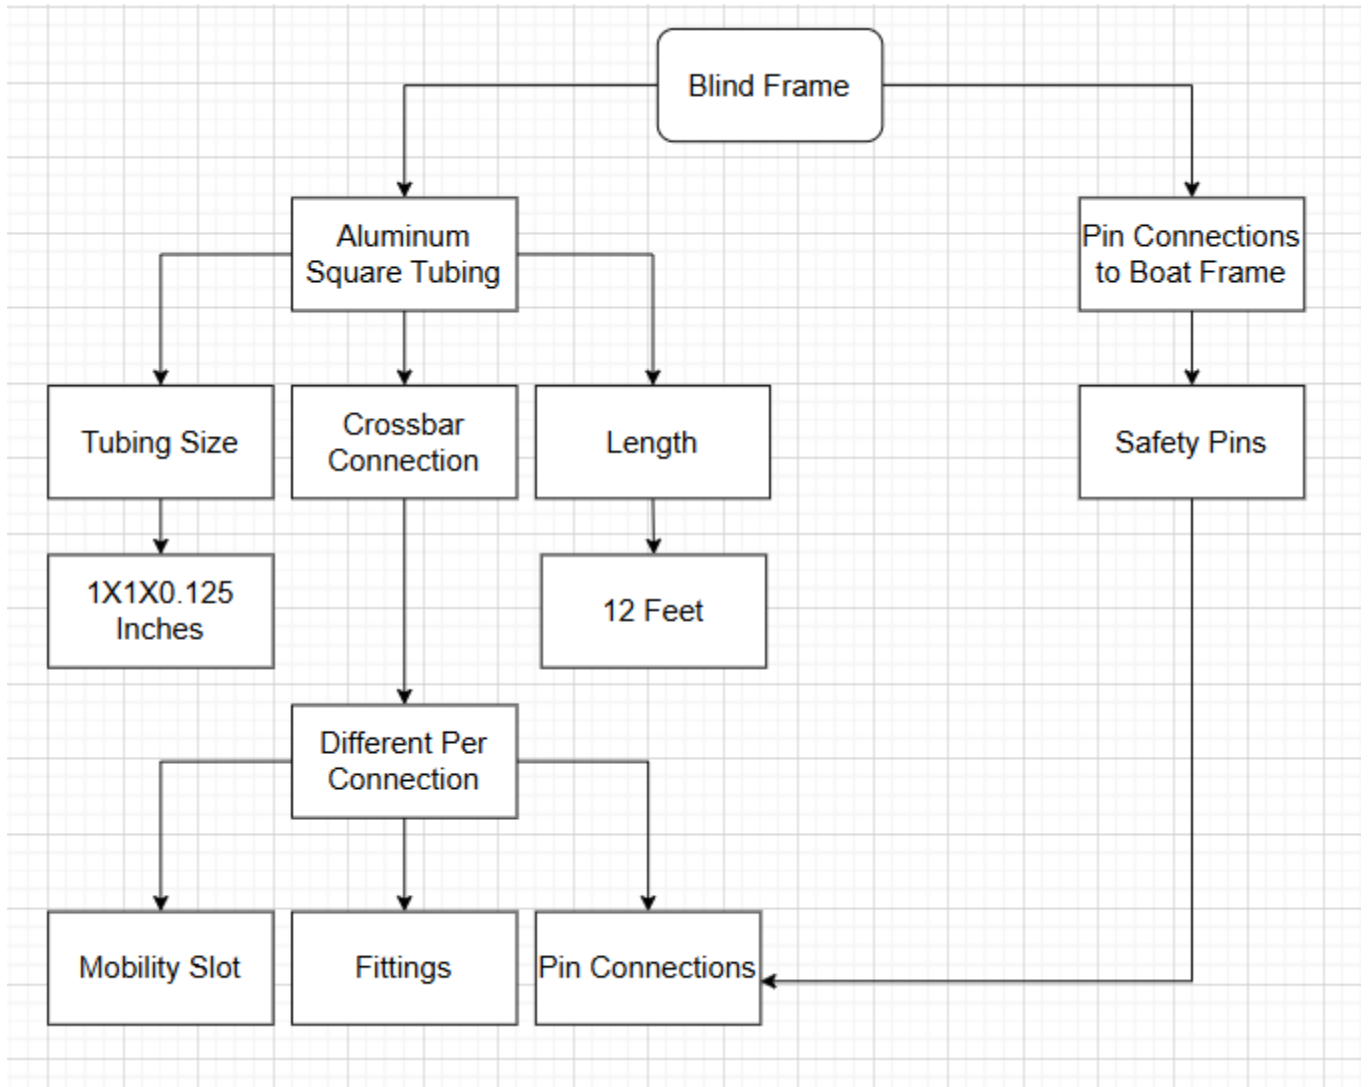 Blind Frame
Aluminum
Square Tubing
Pin Connections
to Boat Frame
Tubing Size
Crossbar
Connection
Length
Safety Pins
1X1X0.125
Inches
12 Feet
Different Per
Connection
Mobility Slot
Fittings
Pin Connections